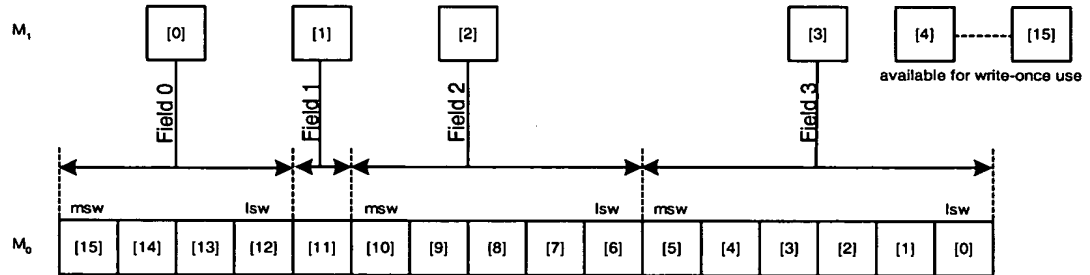 M1 [0] [1] [2] [3] [4] [15]
available for write-once use
Field 0 Field 1 Field 2 Field 3
msw lsw msw lsw msw lsw
M0 [15] [14] [13] [12] [11] [10] [9] [8] [7] [6] [5] [4] [3] [2] [1] [0]